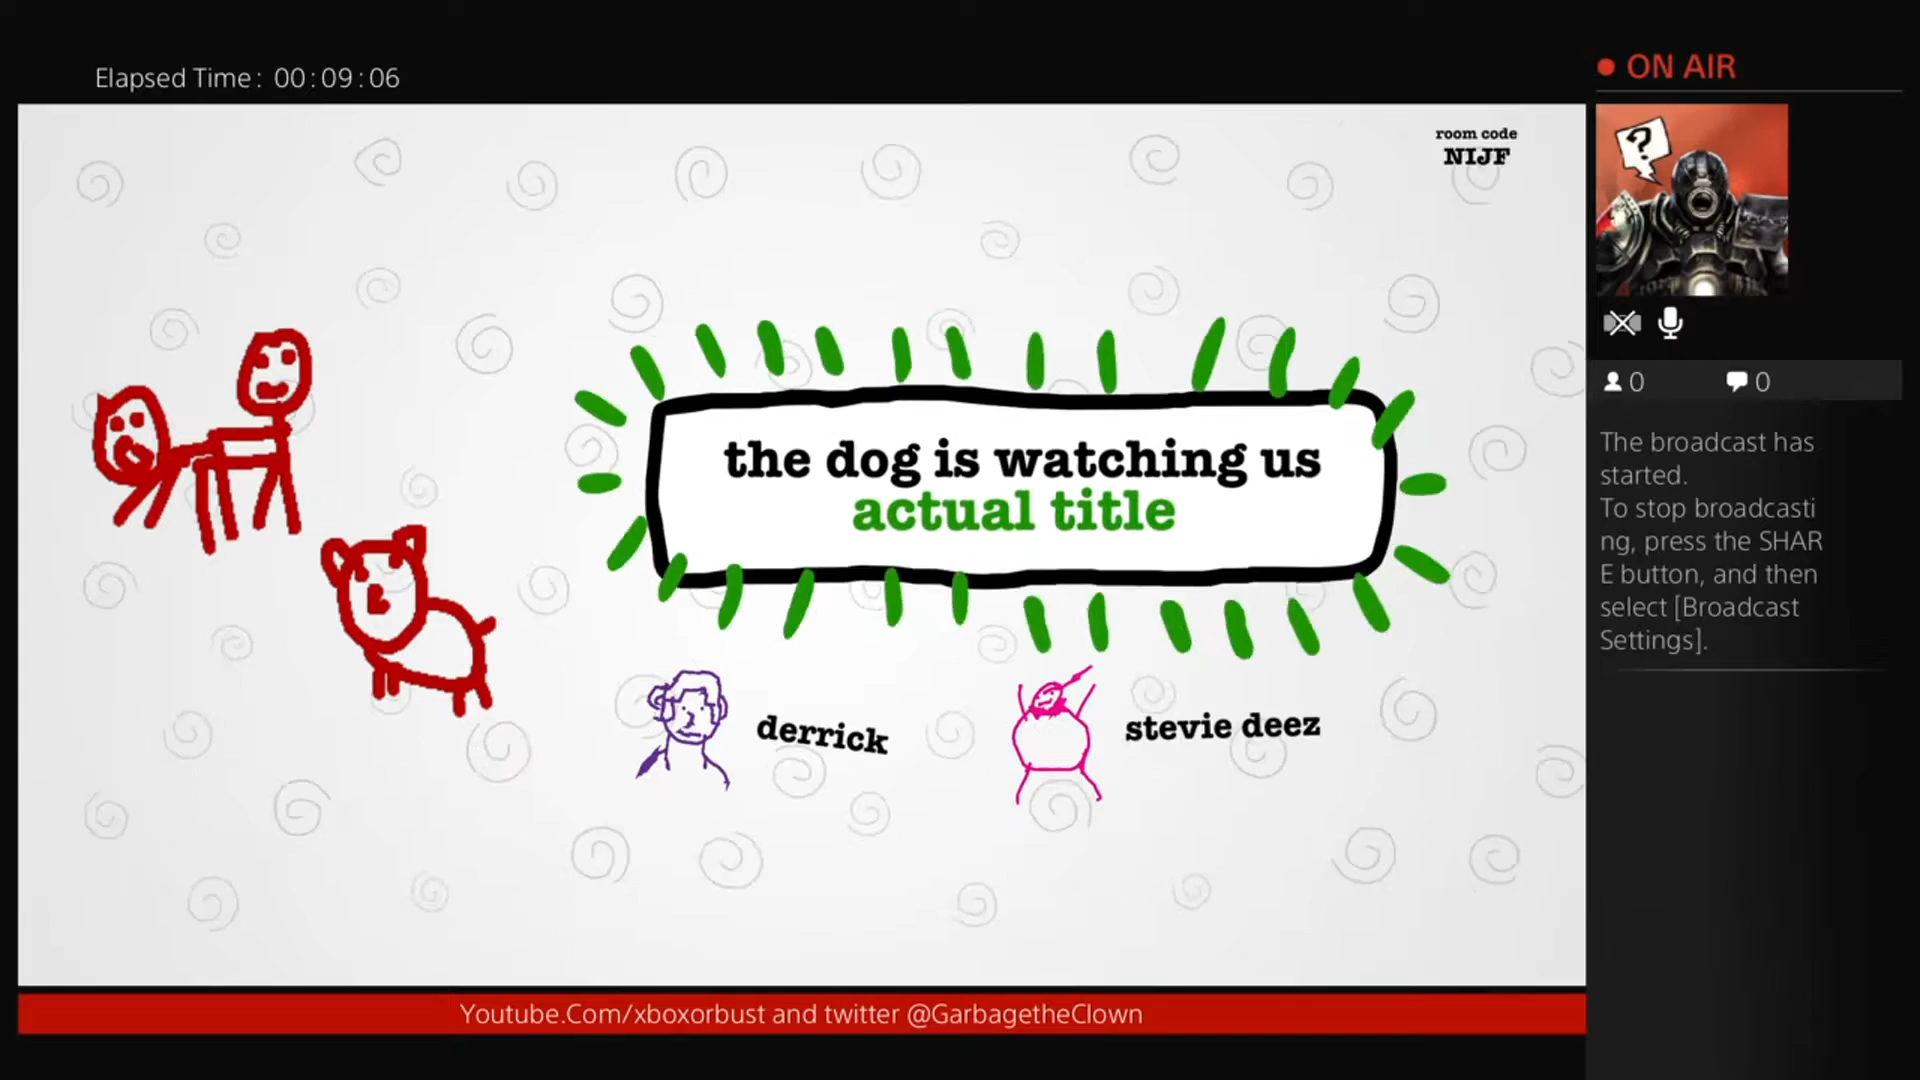 Elapsed Time: 00:09:06
ON AIR
room code
NIJF
?
0
0
The broadcast has
started.
To stop broadcasti
ng, press the SHAR
E button, and then
select [Broadcast
Settings].
the dog is watching us
actual title
derrick
stevie deez
Youtube.Com/xboxorbust and twitter @GarbagetheClown